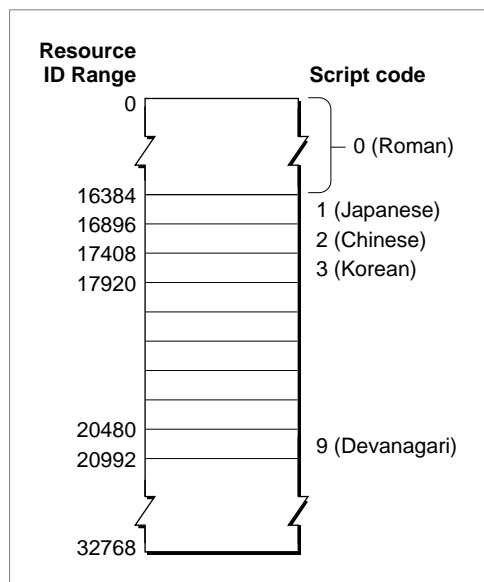 Resource
ID Range
Script code
0
0 (Roman)
16384
1 (Japanese)
16896
2 (Chinese)
17408
3 (Korean)
17920
20480
9 (Devanagari)
20992
32768